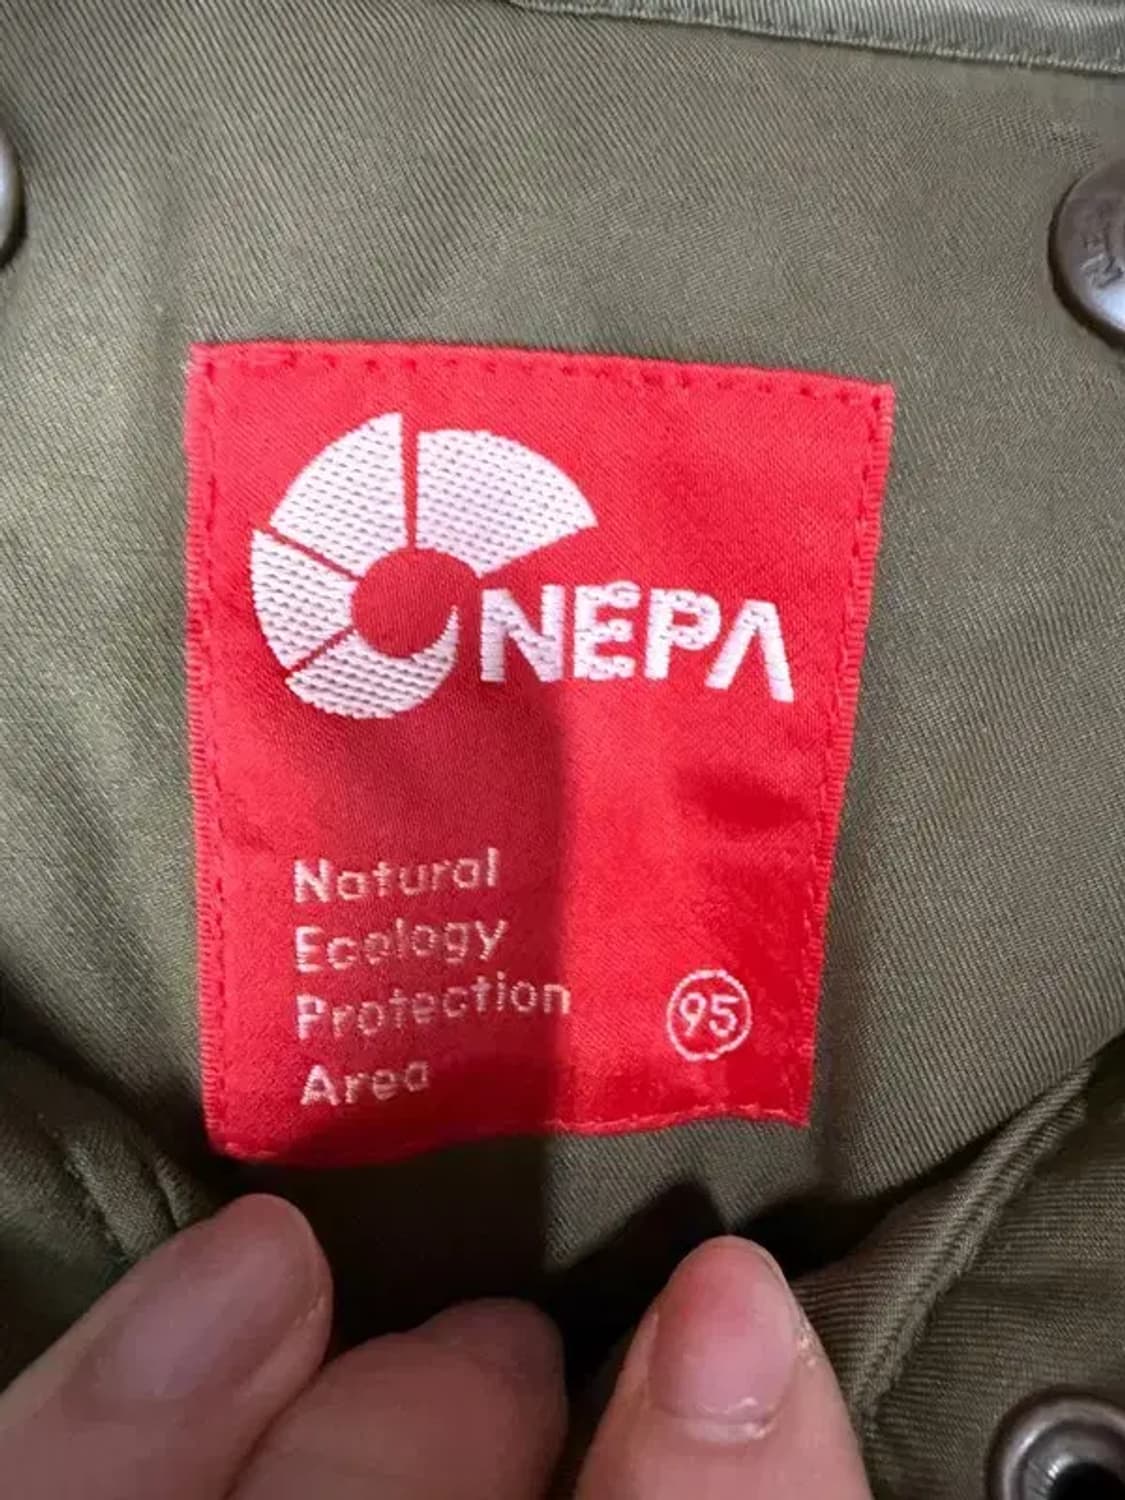 NEPA
Natural
Ecology
Protection
Area
95